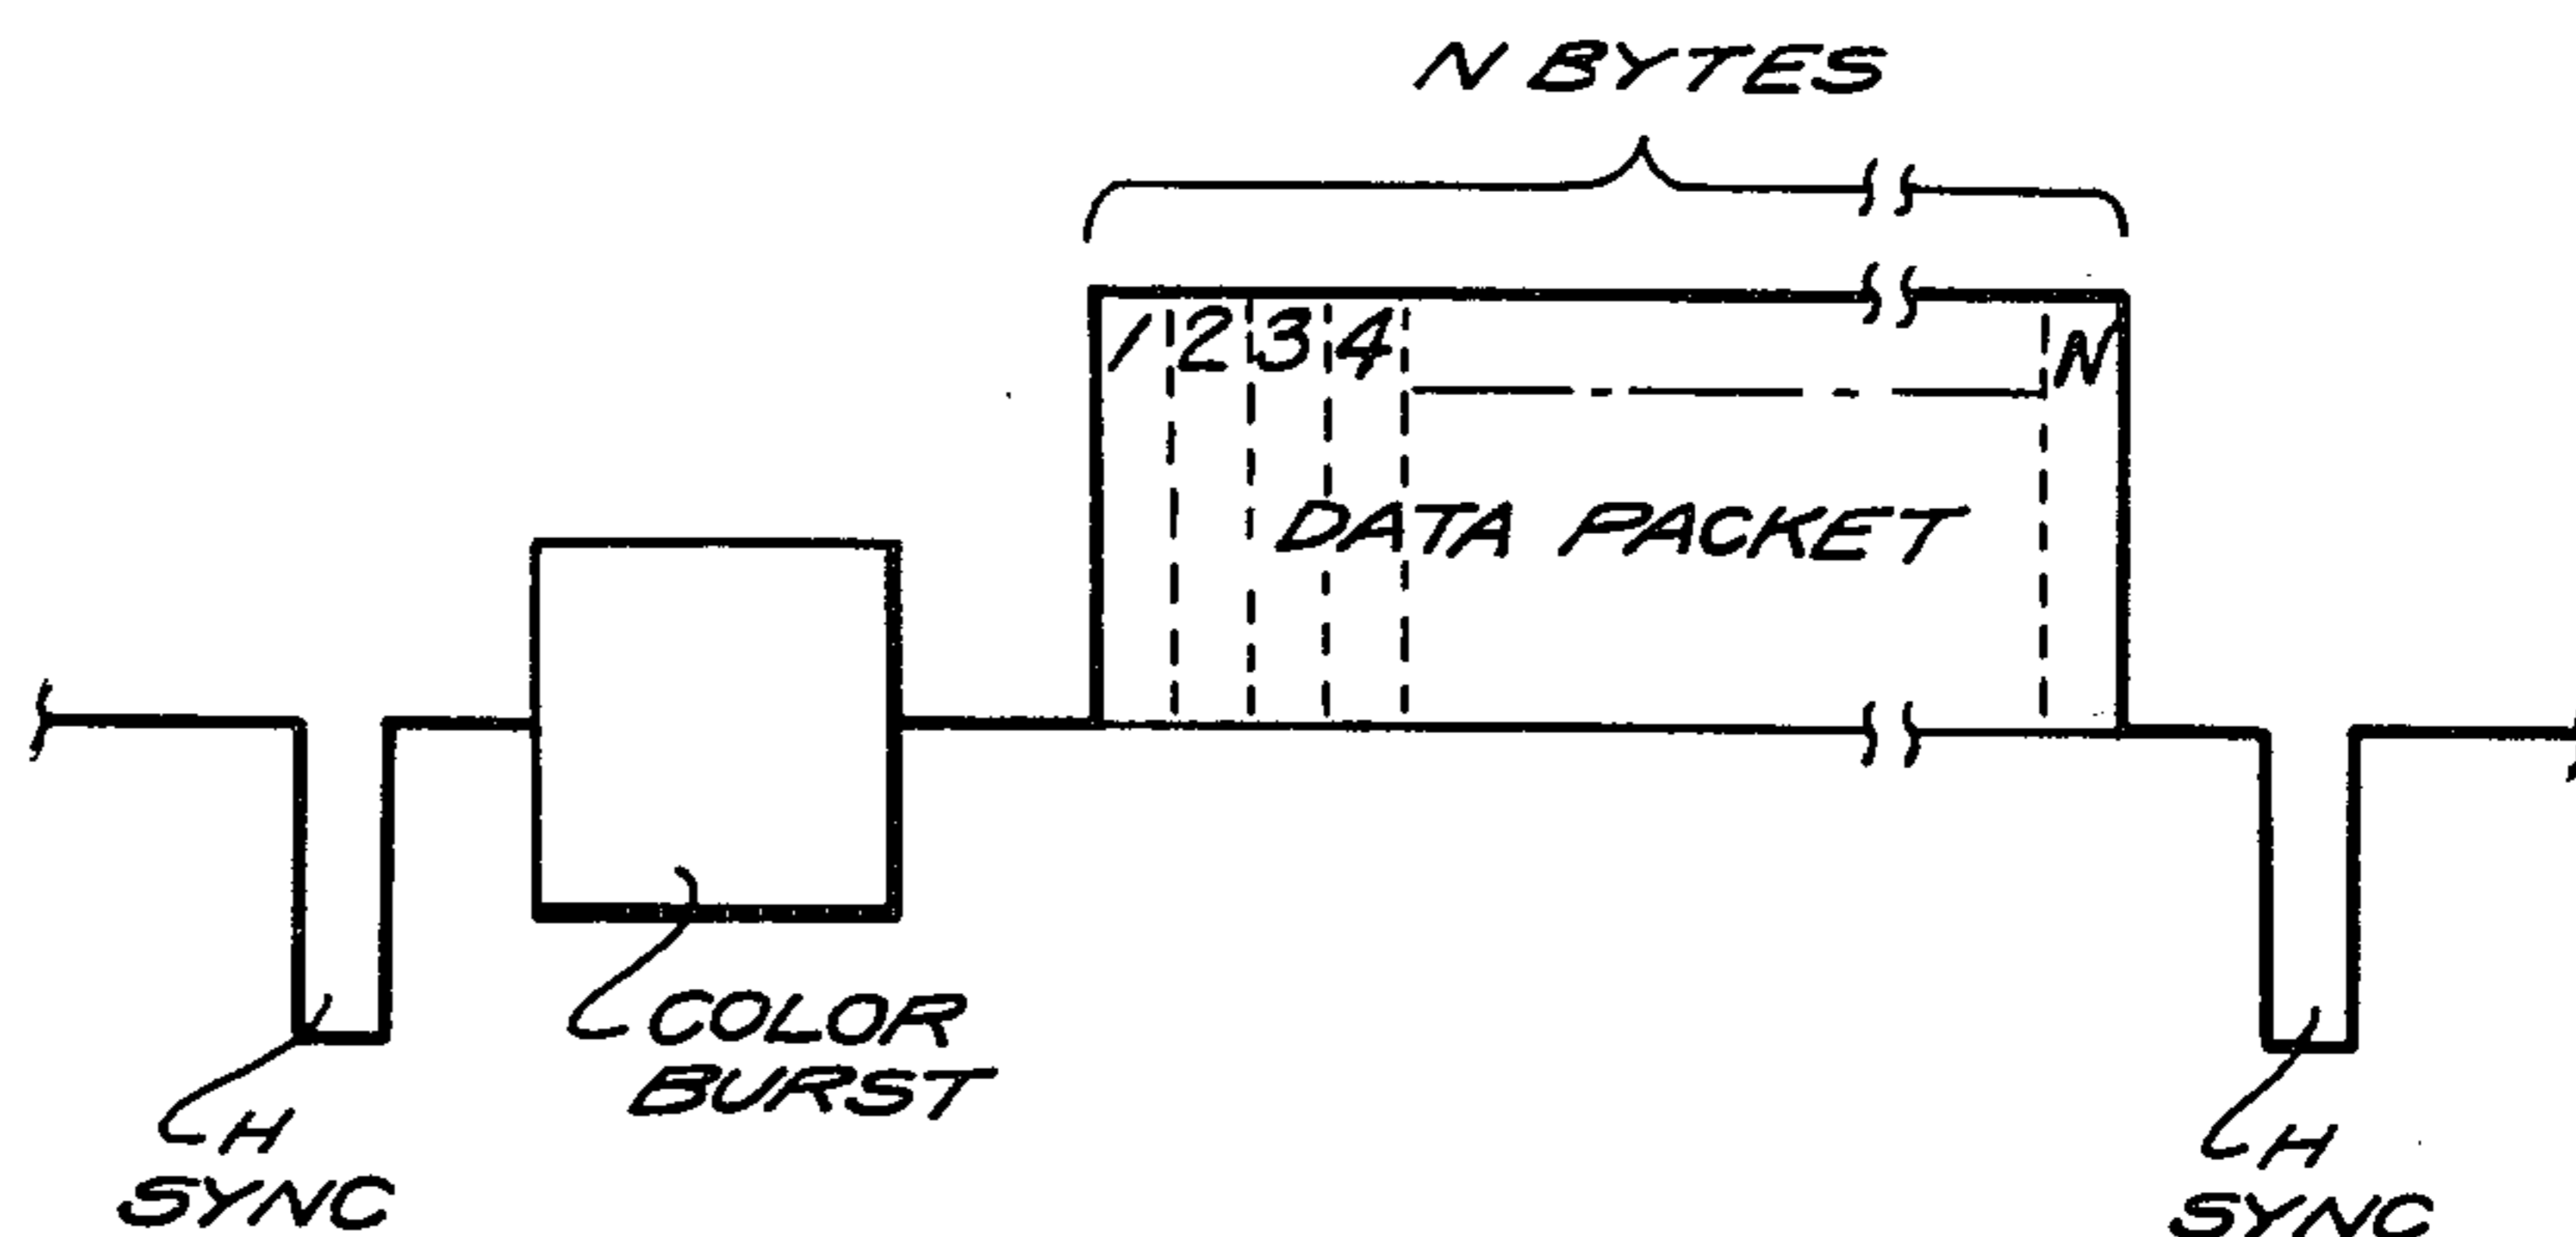 N BYTES
1 2 3 4 N
DATA PACKET
COLOR
BURST
H
SYNC
H
SYNC